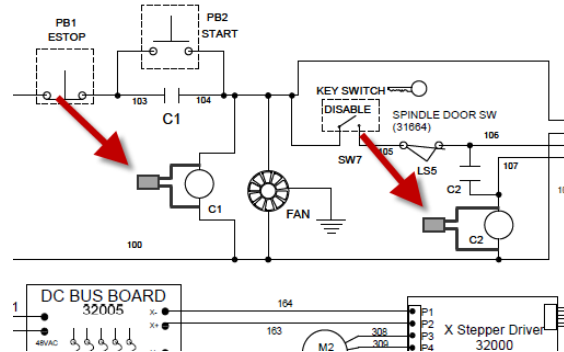 PB1
ESTOP
PB2
START
103
104
C1
KEY SWITCH
DISABLE
SPINDLE DOOR SW
(31664)
106
SW7
105
LS5
107
C2
C1
FAN
C2
100
DC BUS BOARD
32005
1
X-
X+
48VAC
164
163
M2
308
309
P1
P2
P3
P4
X Stepper Driver
32000